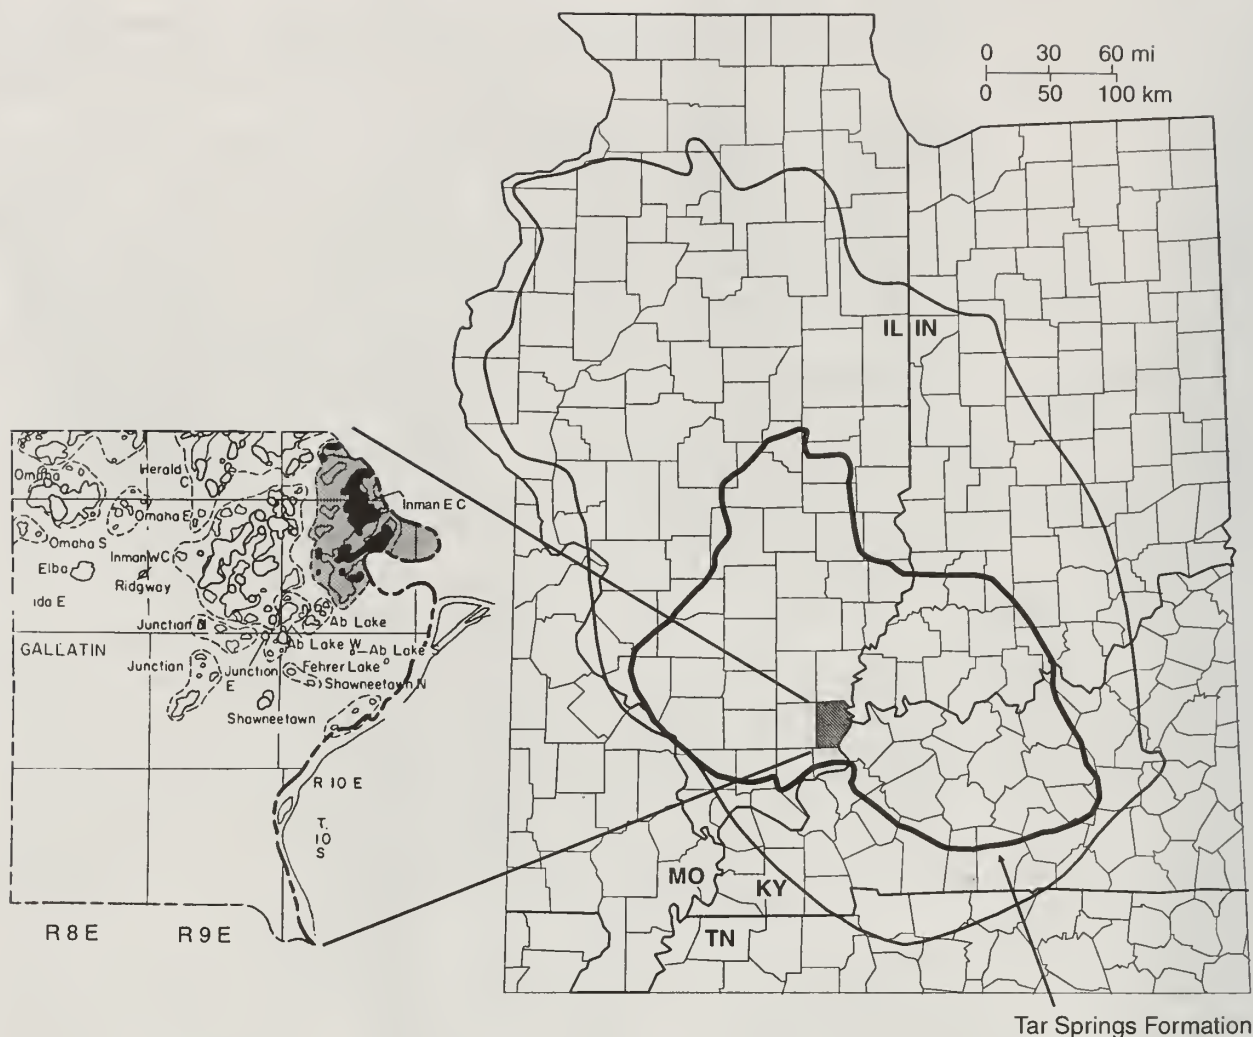 0 30 60 mi
0 50 100 km
IL IN
Omaha
Herald
C
Inman E C
Omaha E
Omaha S
Inman W C
Elba
Ridgway
Ida E
Junction N
Ab Lake
GALLATIN
Ab Lake W
Ab Lake
Junction
Junction
E
Fehrer Lake
Shawneetown N
Shawneetown
R 10 E
T.
10
S
MO
KY
R 8 E
R 9 E
TN
Tar Springs Formation